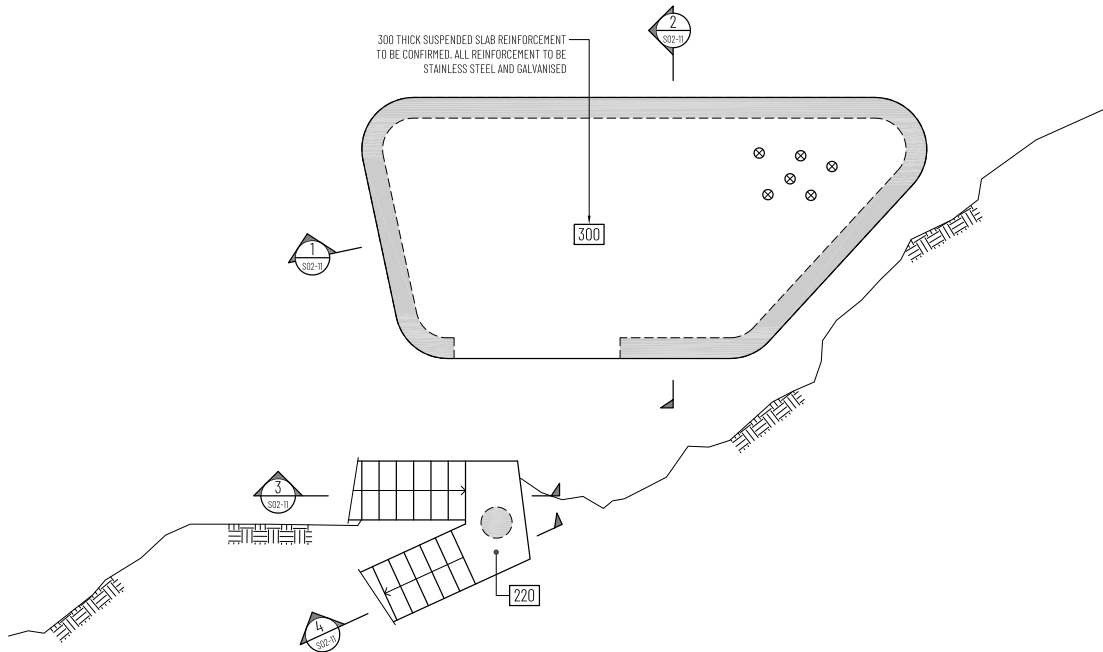 2
S02-11
300 THICK SUSPENDED SLAB REINFORCEMENT
TO BE CONFIRMED. ALL REINFORCEMENT TO BE
STAINLESS STEEL AND GALVANISED
300
1
S02-11
3
S02-11
220
4
S02-11